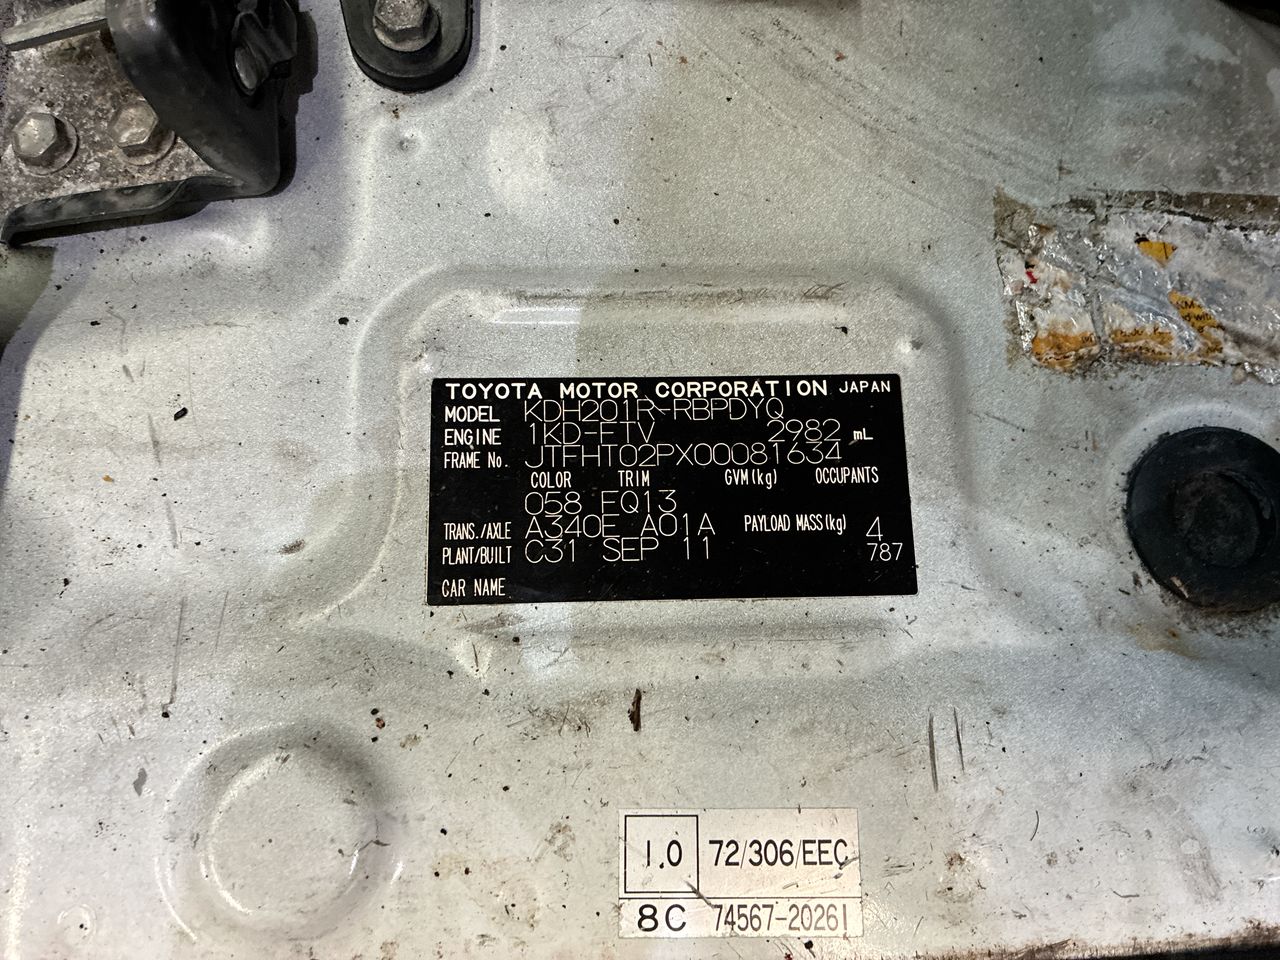 TOYOTA MOTOR CORPORATION JAPAN
MODEL KDH201R-RBPDYQ
ENGINE 1KD-FTV 2982 mL
FRAME No. JTFHT02PX00081634
COLOR TRIM GVM(kg) OCCUPANTS
058 FQ13
TRANS./AXLE A340E A01A PAYLOAD MASS(kg) 4
PLANT/BUILT C31 SEP 11 787
CAR NAME
1.0 72/306/EEC
8C 74567-20261